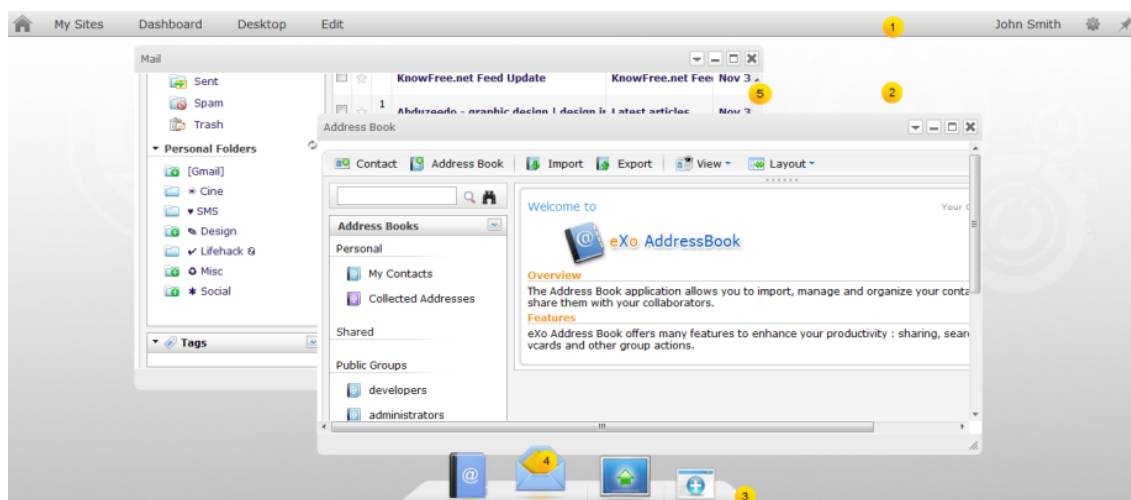 My Sites Dashboard Desktop Edit 1 John Smith
Mail
Sent
Spam
Trash
Personal Folders
[Gmail]
Cine
SMS
Design
Lifehack
Misc
Social
Tags
KnowFree.net Feed Update KnowFree.net Fee Nov 3
5
2
1
Abduzeedo - graphic design | design i Latest articles Nov 3
Address Book
Contact Address Book Import Export View Layout
Address Books
Personal
My Contacts
Collected Addresses
Shared
Public Groups
developers
administrators
Welcome to Your
eXo AddressBook
Overview
The Address Book application allows you to import, manage and organize your conta
share them with your collaborators.
Features
eXo Address Book offers many features to enhance your productivity : sharing, sear
vcards and other group actions.
@ 4 3